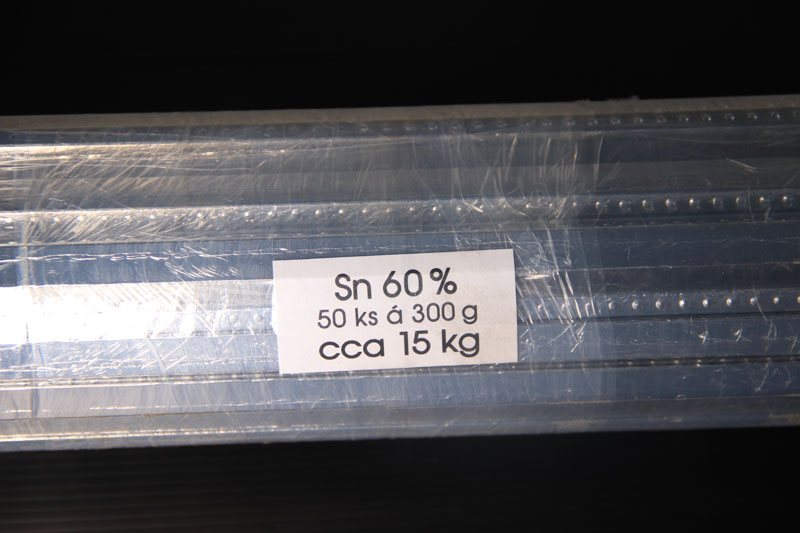 Sn 60%
50 ks á 300 g
cca 15 kg